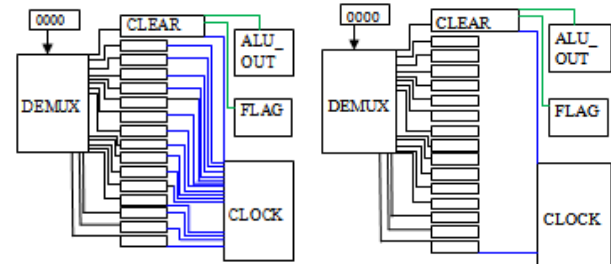 0000
CLEAR
ALU_
OUT
DEMUX
FLAG
CLOCK
0000
CLEAR
ALU_
OUT
DEMUX
FLAG
CLOCK